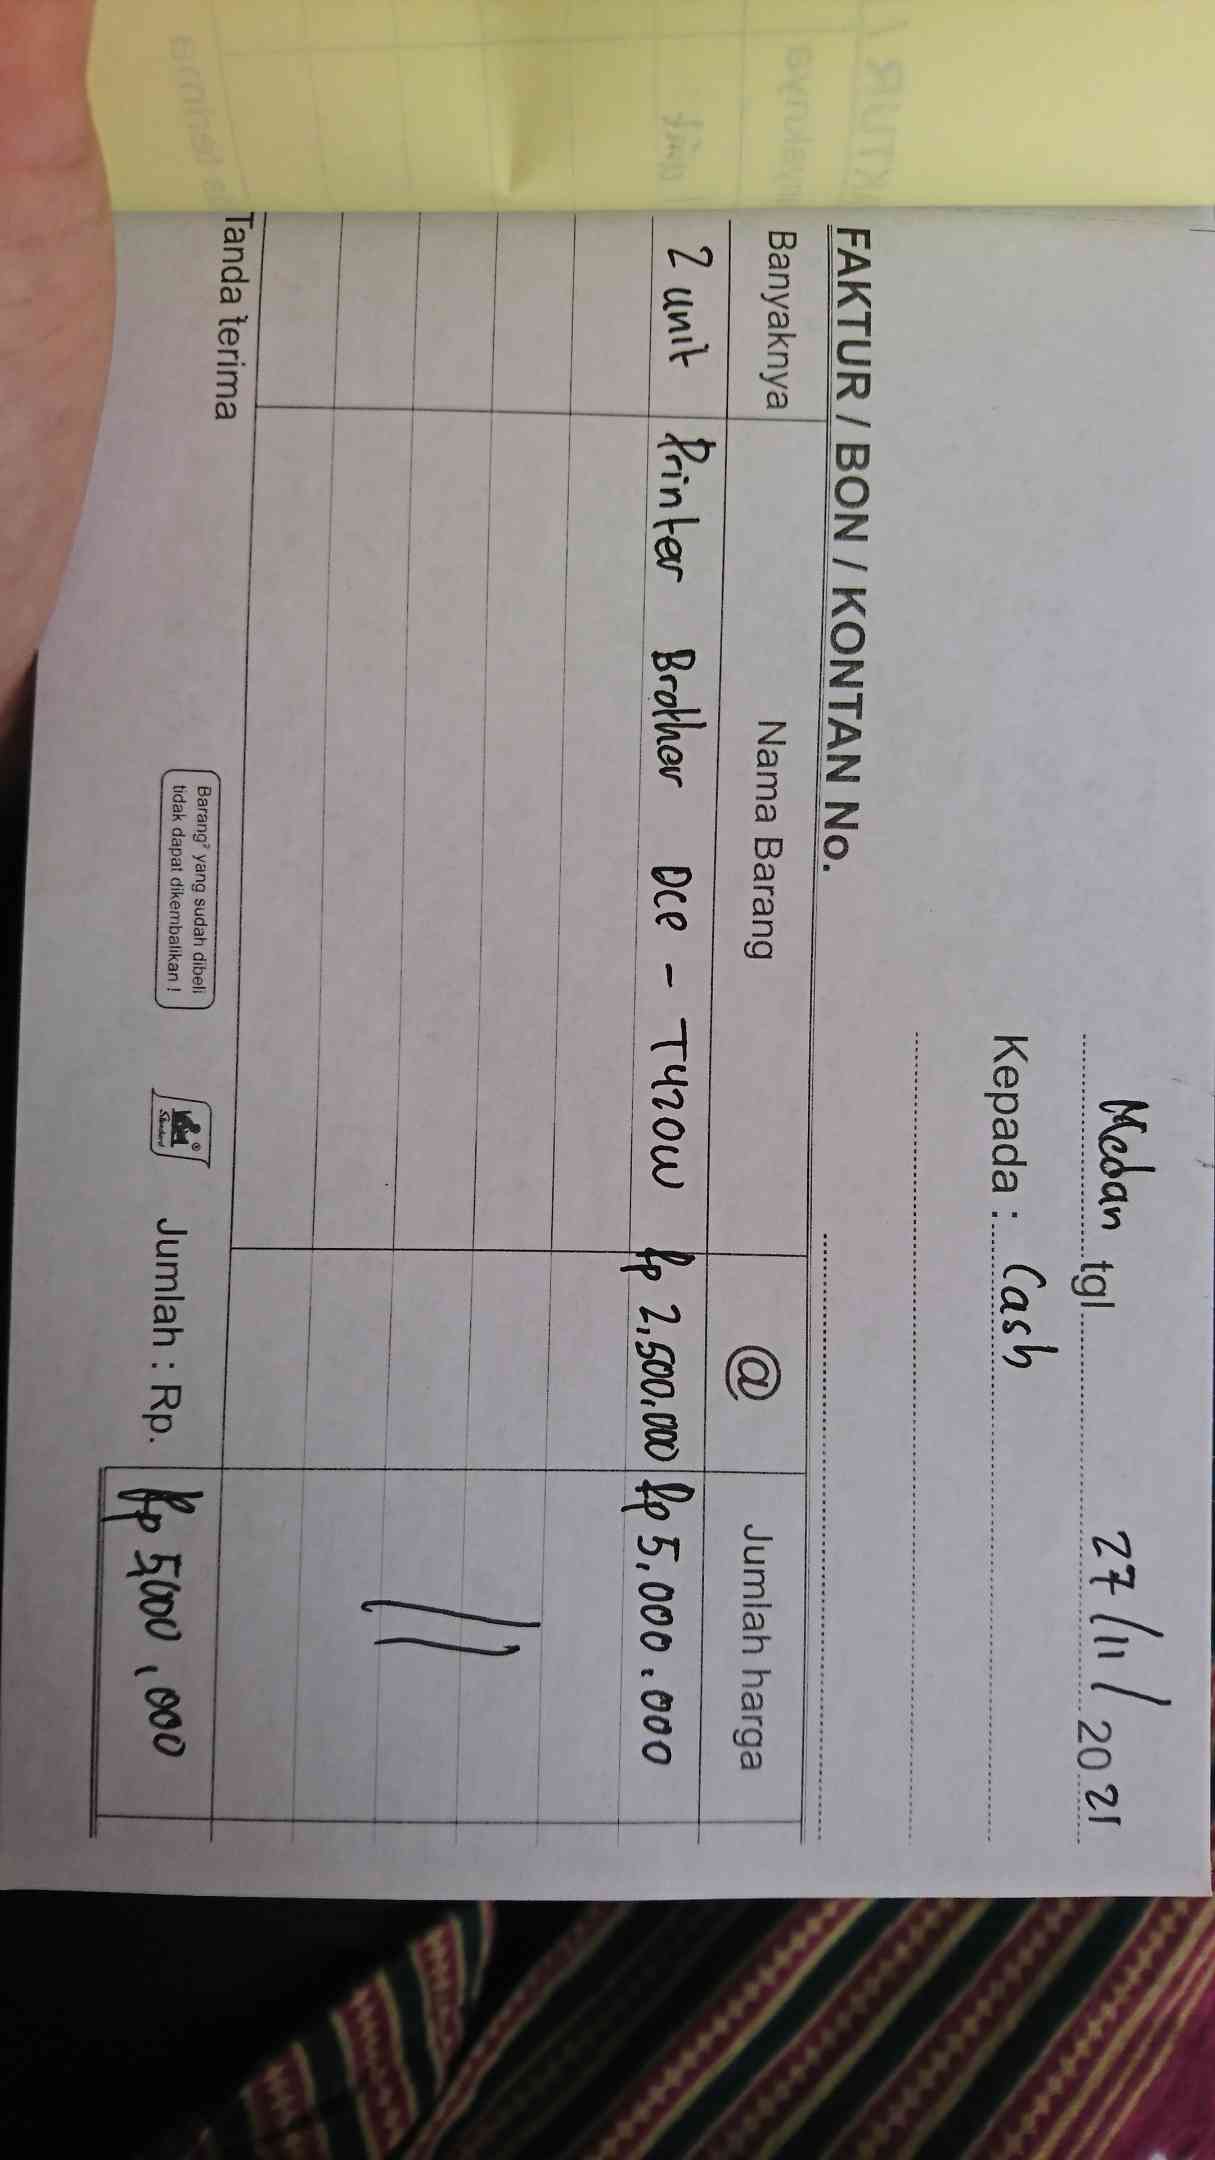 Medan tgl 27/11/2021
Kepada : Cash
FAKTUR / BON / KONTAN No.
Banyaknya Nama Barang @ Jumlah harga
2 unit Printer Brother DCP - T420W Rp 2,500,000 Rp 5,000.000
Tanda terima
Barang² yang sudah dibeli
tidak dapat dikembalikan !
Jumlah : Rp. Rp 5,000,000